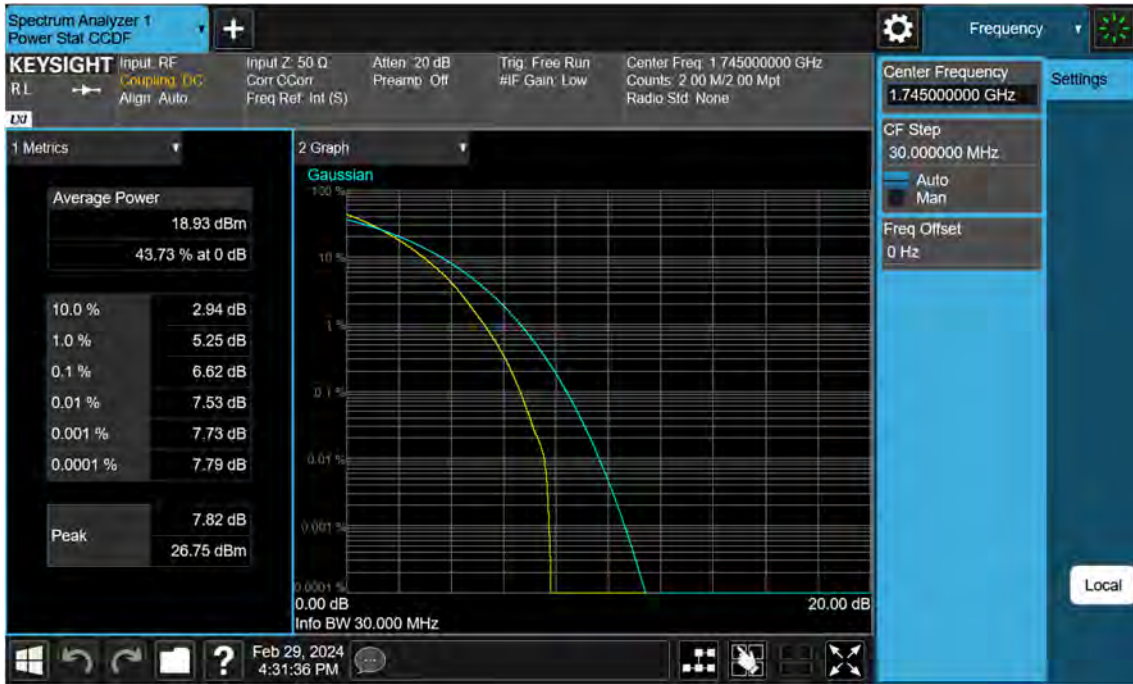 Spectrum Analyzer 1
Power Stat CCDF
+
Frequency
KEYSIGHT
R L
LXI
Input: RF
Coupling: DC
Align: Auto
Input Z: 50 Ω
Corr CCorr
Freq Ref: Int (S)
Atten: 20 dB
Preamp: Off
Trig: Free Run
#IF Gain: Low
Center Freq: 1.745000000 GHz
Counts: 2.00 M/2.00 Mpt
Radio Std: None
Center Frequency
1.745000000 GHz
Settings
CF Step
30.000000 MHz
Auto
Man
Freq Offset
0 Hz
Local
1 Metrics
Average Power
18.93 dBm
43.73 % at 0 dB
10.0 % 2.94 dB
1.0 % 5.25 dB
0.1 % 6.62 dB
0.01 % 7.53 dB
0.001 % 7.73 dB
0.0001 % 7.79 dB
Peak
7.82 dB
26.75 dBm
2 Graph
Gaussian
100 %
10 %
1 %
0.1 %
0.01 %
0.001 %
0.0001 %
0.00 dB 20.00 dB
Info BW 30.000 MHz
?
Feb 29, 2024
4:31:36 PM